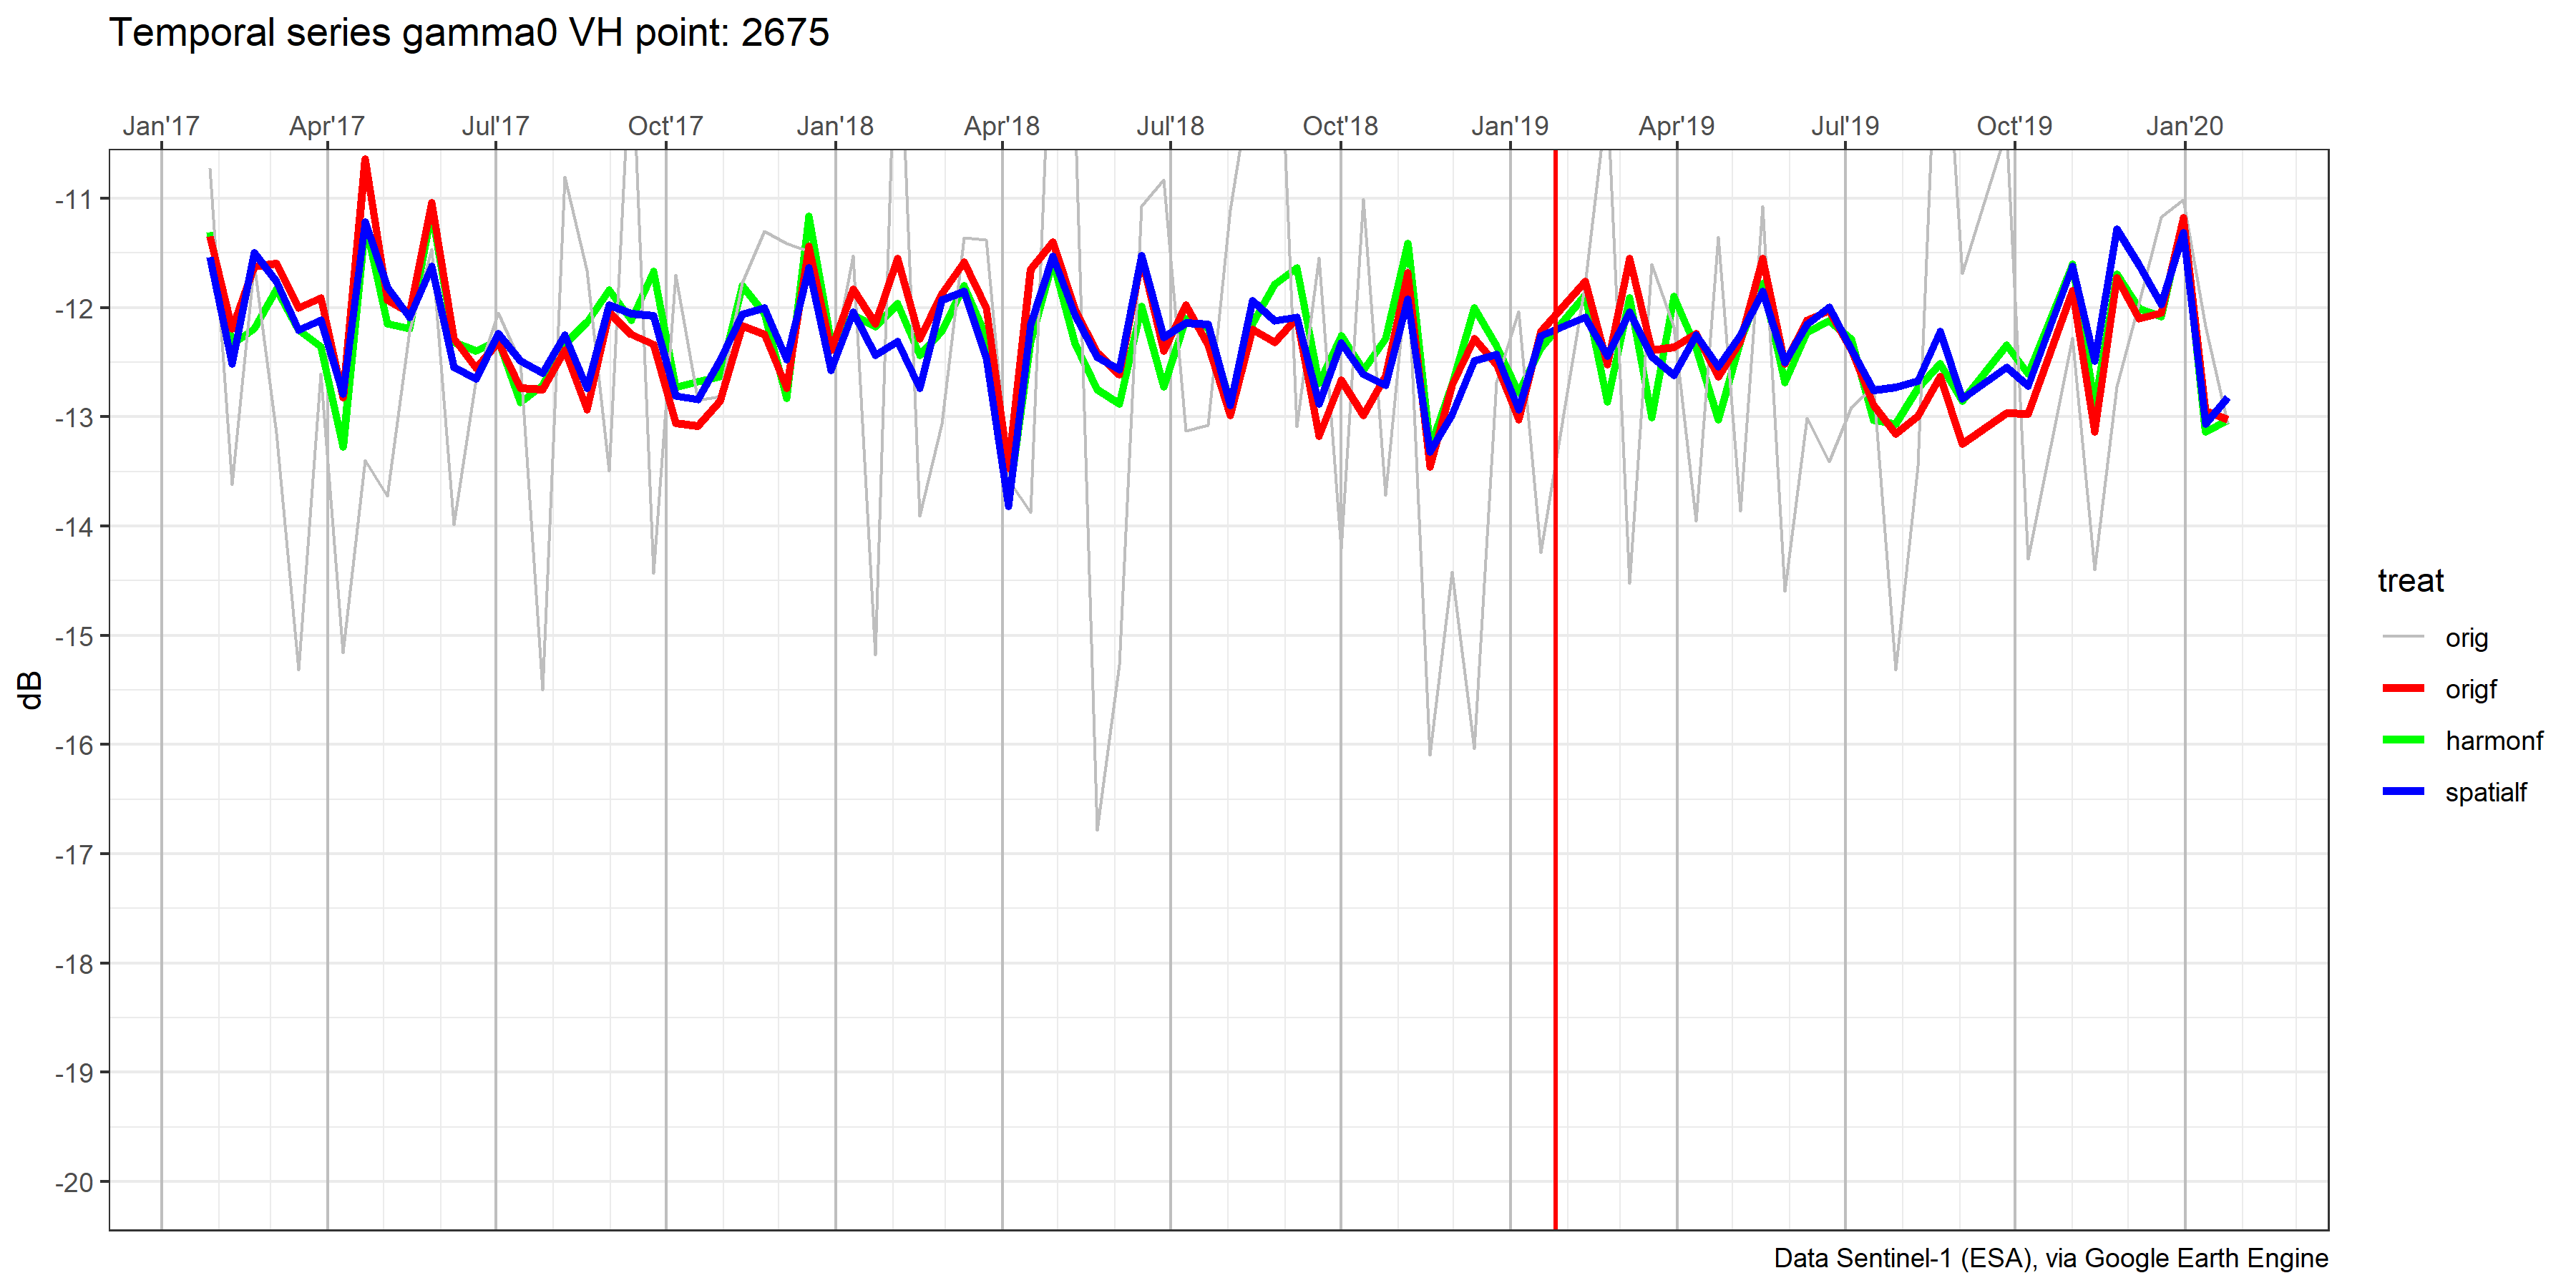 Temporal series gamma0 VH point: 2675
Jan'17 Apr'17 Jul'17 Oct'17 Jan'18 Apr'18 Jul'18 Oct'18 Jan'19 Apr'19 Jul'19 Oct'19 Jan'20
-11
-12
-13
-14
-15
-16
-17
-18
-19
-20
dB
treat
orig
origf
harmonf
spatialf
Data Sentinel-1 (ESA), via Google Earth Engine